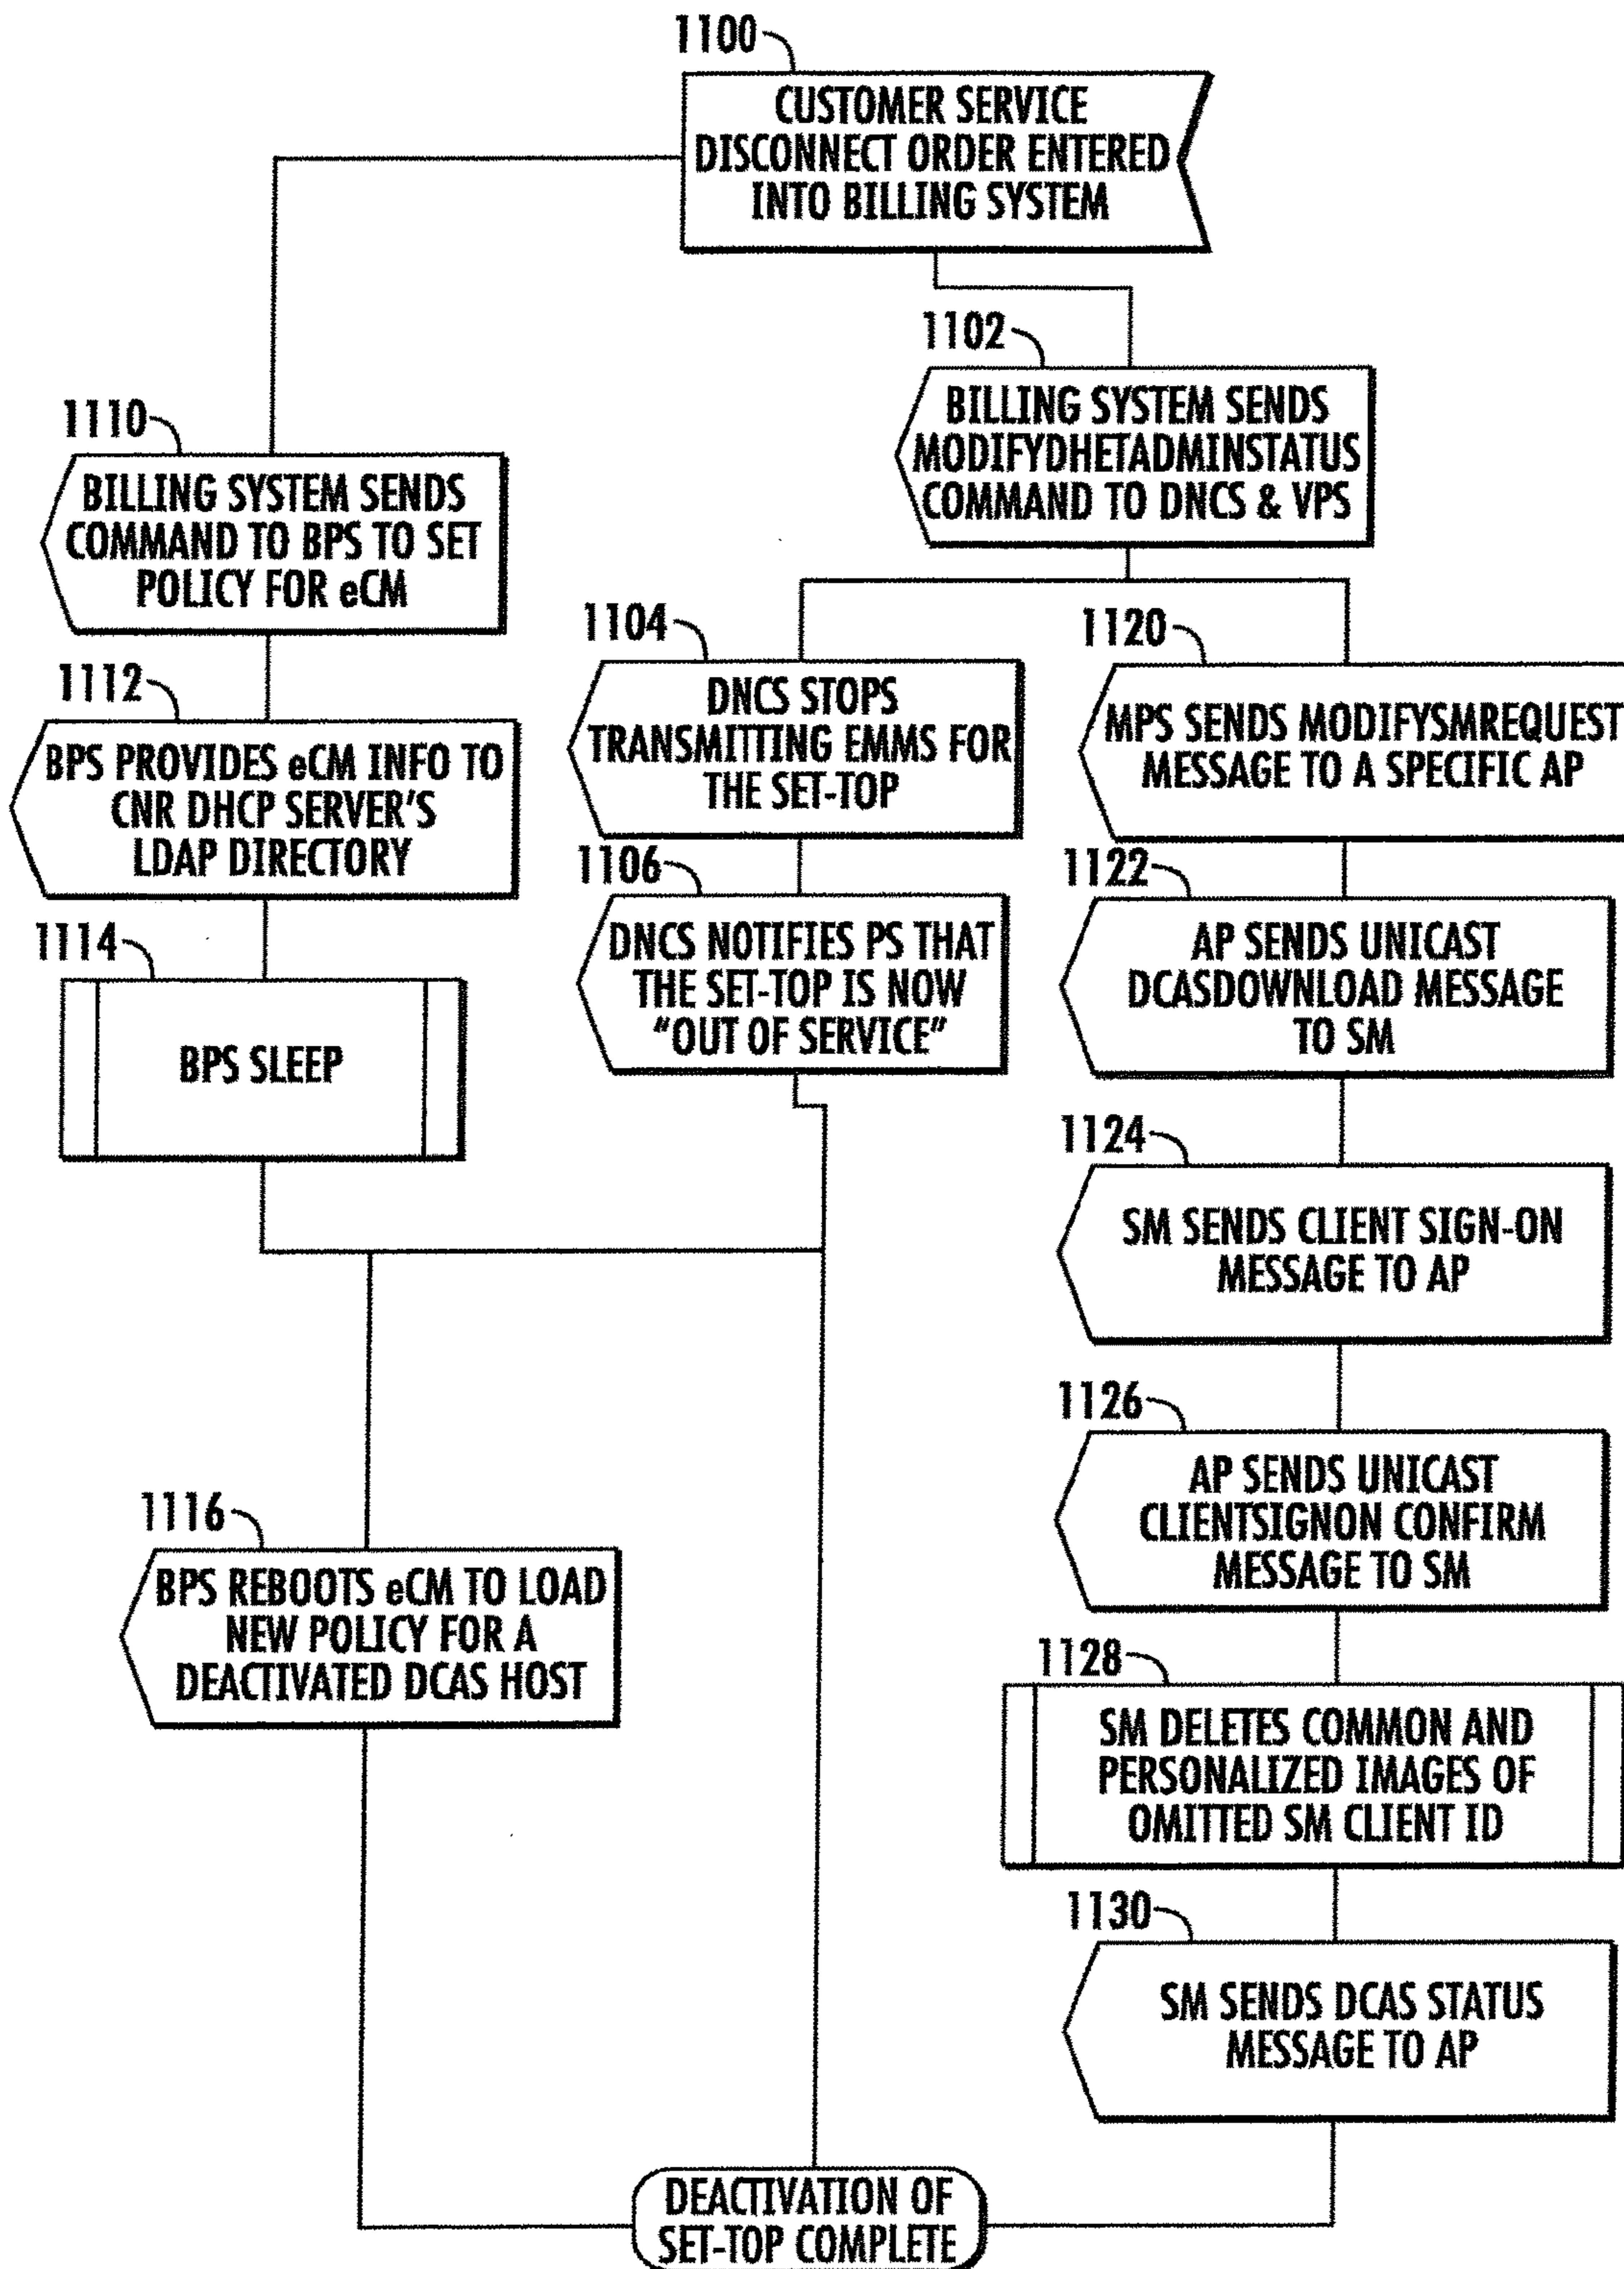 1100
CUSTOMER SERVICE
DISCONNECT ORDER ENTERED
INTO BILLING SYSTEM
1102
BILLING SYSTEM SENDS
MODIFYDHETADMINSTATUS
COMMAND TO DNCS & VPS
1110
BILLING SYSTEM SENDS
COMMAND TO BPS TO SET
POLICY FOR eCM
1112
BPS PROVIDES eCM INFO TO
CNR DHCP SERVER'S
LDAP DIRECTORY
1114
BPS SLEEP
1104
DNCS STOPS
TRANSMITTING EMMS FOR
THE SET-TOP
1106
DNCS NOTIFIES PS THAT
THE SET-TOP IS NOW
"OUT OF SERVICE"
1120
MPS SENDS MODIFYSMREQUEST
MESSAGE TO A SPECIFIC AP
1122
AP SENDS UNICAST
DCASDOWNLOAD MESSAGE
TO SM
1124
SM SENDS CLIENT SIGN-ON
MESSAGE TO AP
1126
AP SENDS UNICAST
CLIENTSIGNON CONFIRM
MESSAGE TO SM
1116
BPS REBOOTS eCM TO LOAD
NEW POLICY FOR A
DEACTIVATED DCAS HOST
1128
SM DELETES COMMON AND
PERSONALIZED IMAGES OF
OMITTED SM CLIENT ID
1130
SM SENDS DCAS STATUS
MESSAGE TO AP
DEACTIVATION OF
SET-TOP COMPLETE